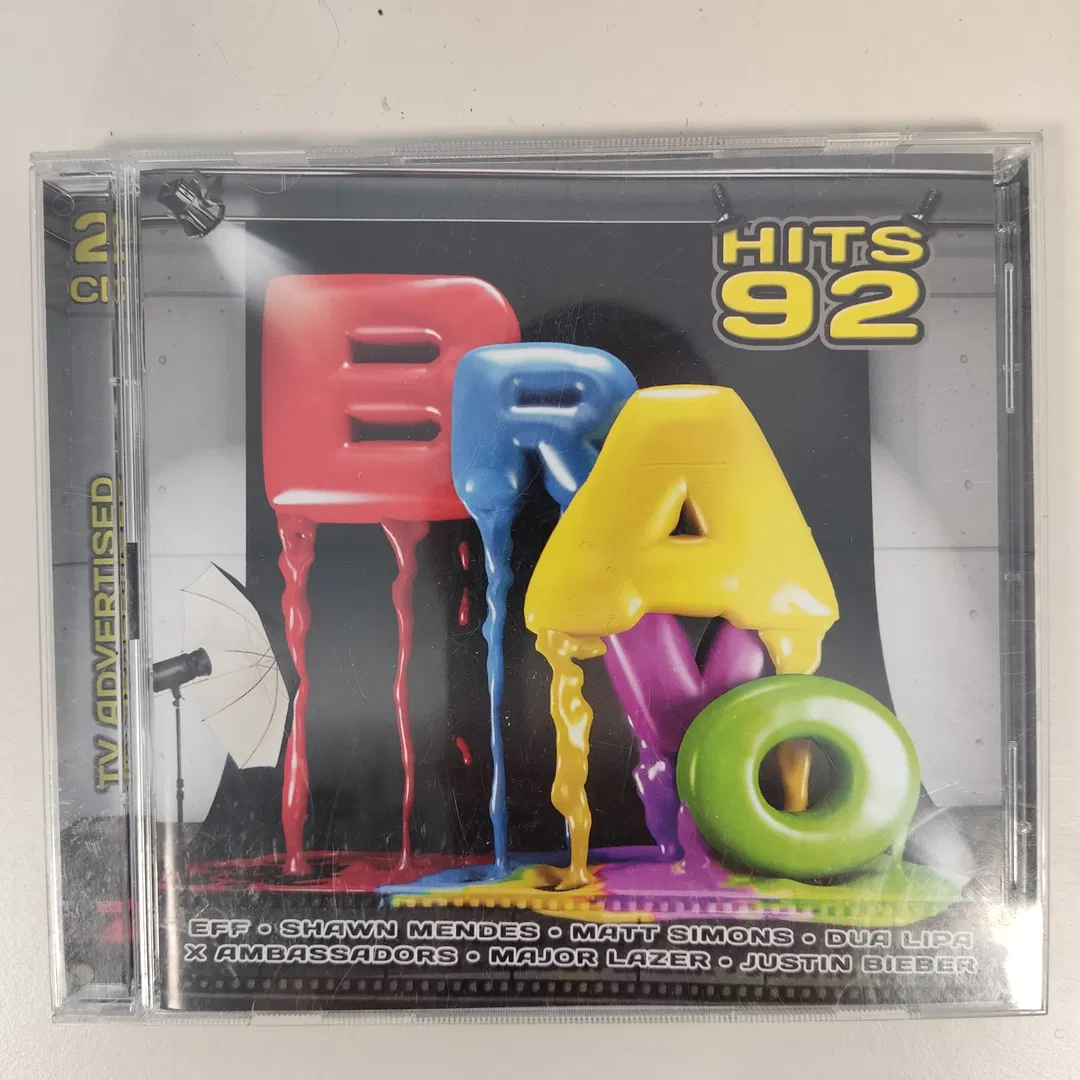 2
CD
TV ADVERTISED
HITS
92
BRAVO
EFF • SHAWN MENDES • MATT SIMONS • DUA LIPA
X AMBASSADORS • MAJOR LAZER • JUSTIN BIEBER